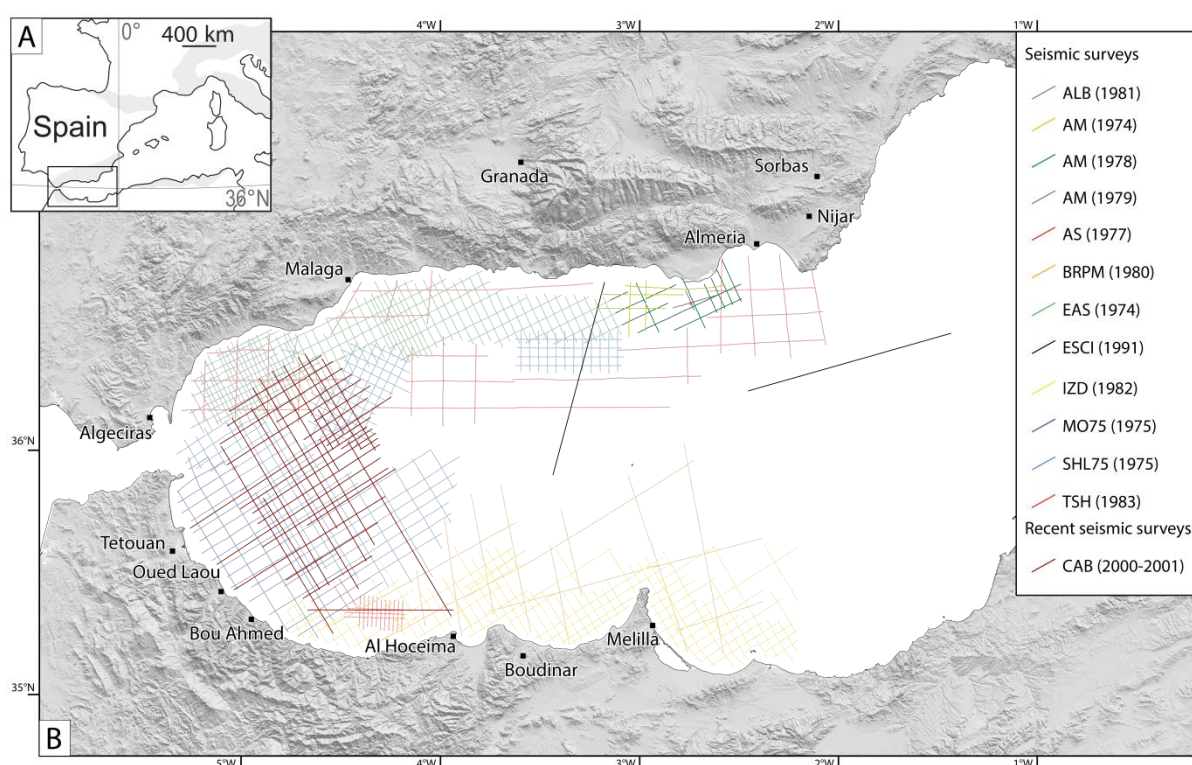 4°W 3°W 2°W 1°W
A
0°
400 km
Spain
36°N
Seismic surveys
ALB (1981)
AM (1974)
AM (1978)
AM (1979)
AS (1977)
BRPM (1980)
EAS (1974)
ESCI (1991)
IZD (1982)
MO75 (1975)
SHL75 (1975)
TSH (1983)
Recent seismic surveys
CAB (2000-2001)
Granada
Sorbas
Nijar
Almeria
Malaga
Algeciras
36°N
Tetouan
Oued Laou
Bou Ahmed
Al Hoceima
Melilla
Boudinar
35°N
B
5°W 4°W 3°W 2°W 1°W